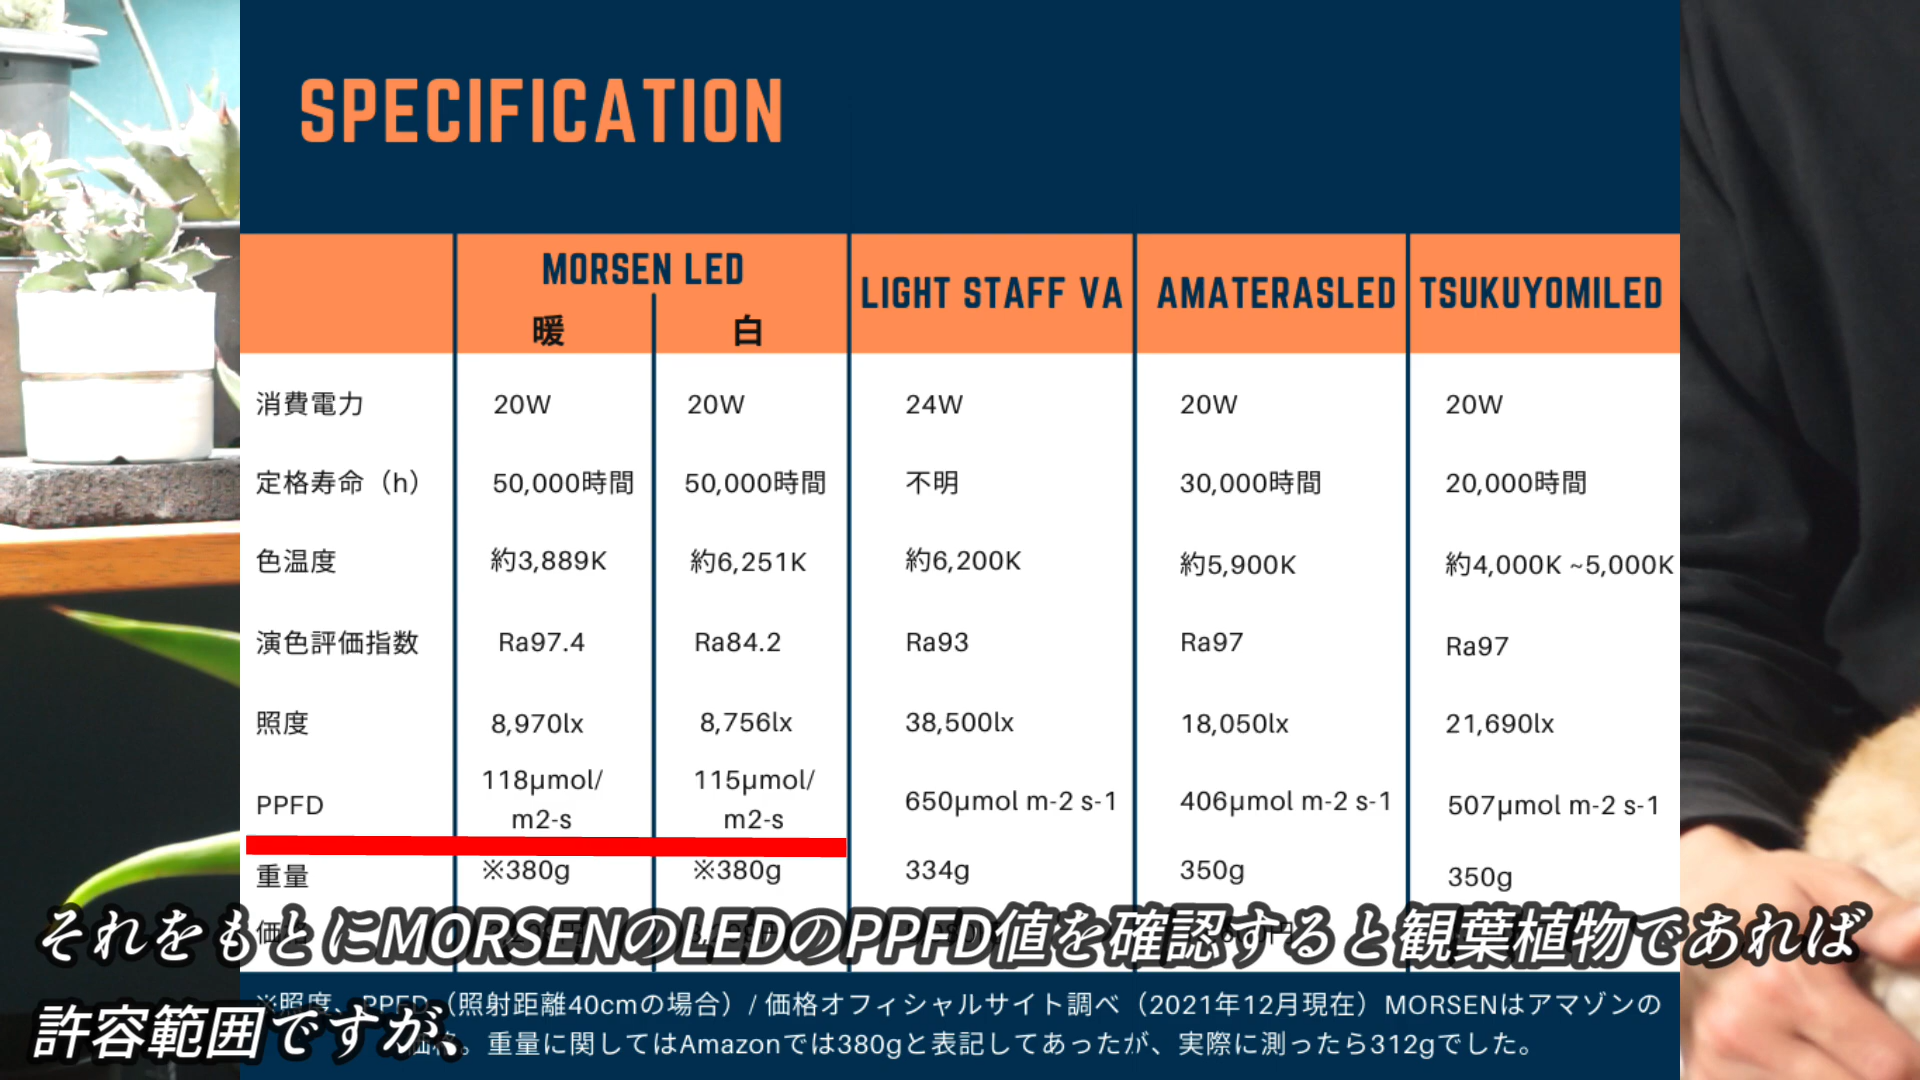 SPECIFICATION
MORSEN LED
暖 白
LIGHT STAFF VA
AMATERASLED
TSUKUYOMILED
消費電力 20W 20W 24W 20W 20W
定格寿命（h） 50,000時間 50,000時間 不明 30,000時間 20,000時間
色温度 約3,889K 約6,251K 約6,200K 約5,900K 約4,000K ~5,000K
演色評価指数 Ra97.4 Ra84.2 Ra93 Ra97 Ra97
照度 8,970lx 8,756lx 38,500lx 18,050lx 21,690lx
PPFD 118μmol/m2-s 115μmol/m2-s 650μmol m-2 s-1 406μmol m-2 s-1 507μmol m-2 s-1
重量 ※380g ※380g 334g 350g 350g
価格
※照度、PPFD（照射距離40cmの場合）/ 価格オフィシャルサイト調べ（2021年12月現在）MORSENはアマゾンの
価格。重量に関してはAmazonでは380gと表記してあったが、実際に測ったら312gでした。
それをもとにMORSENのLEDのPPFD値を確認すると観葉植物であれば
許容範囲ですが、